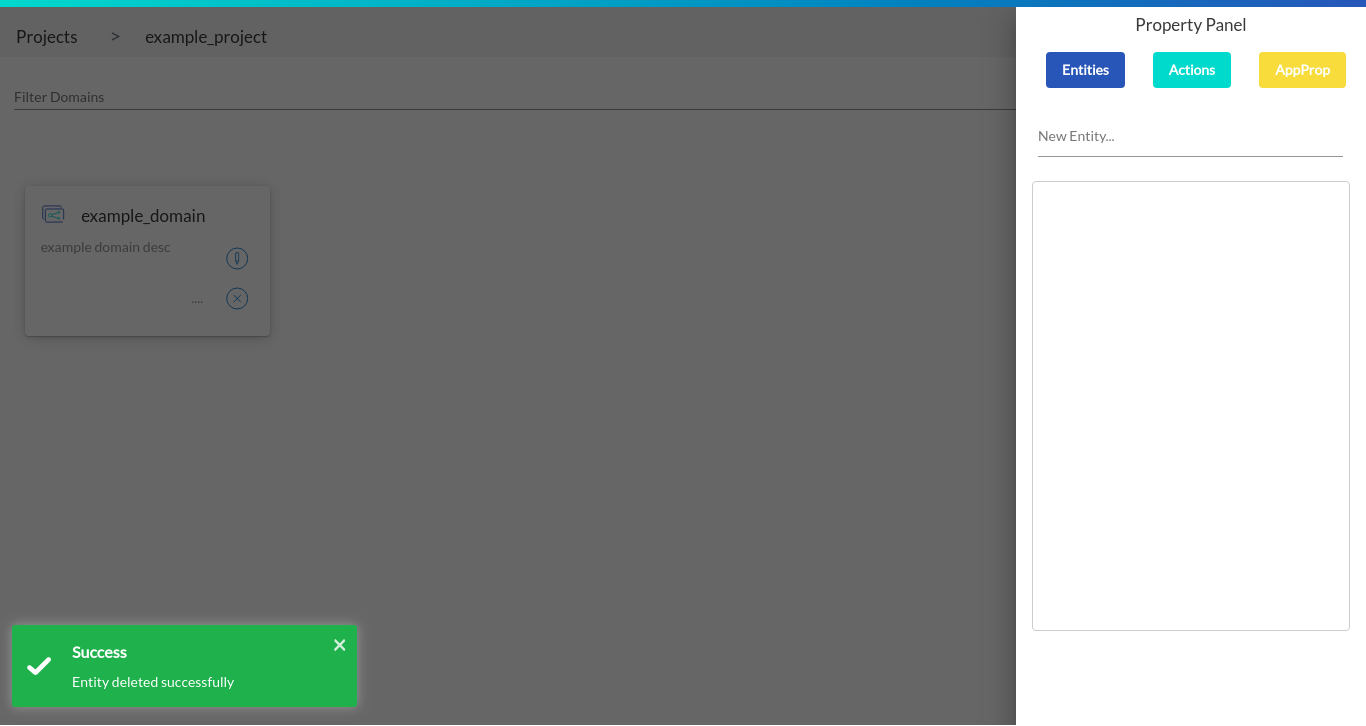 Projects > example_project
Filter Domains
example_domain
example domain desc
....
Property Panel
Entities Actions AppProp
New Entity...
Success
Entity deleted successfully